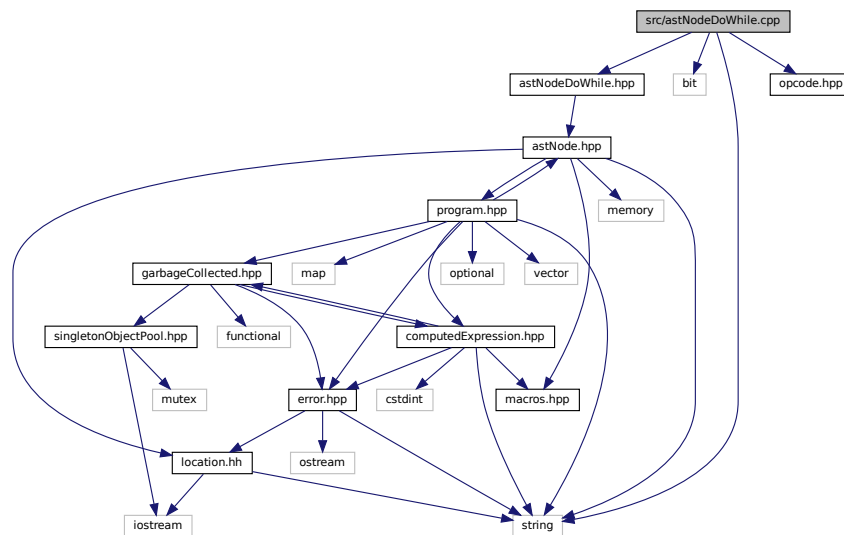 src/astNodeDoWhile.cpp
astNodeDoWhile.hpp
bit
opcode.hpp
astNode.hpp
program.hpp
memory
garbageCollected.hpp
map
optional
vector
singletonObjectPool.hpp
functional
computedExpression.hpp
mutex
error.hpp
cstdint
macros.hpp
location.hh
ostream
iostream
string